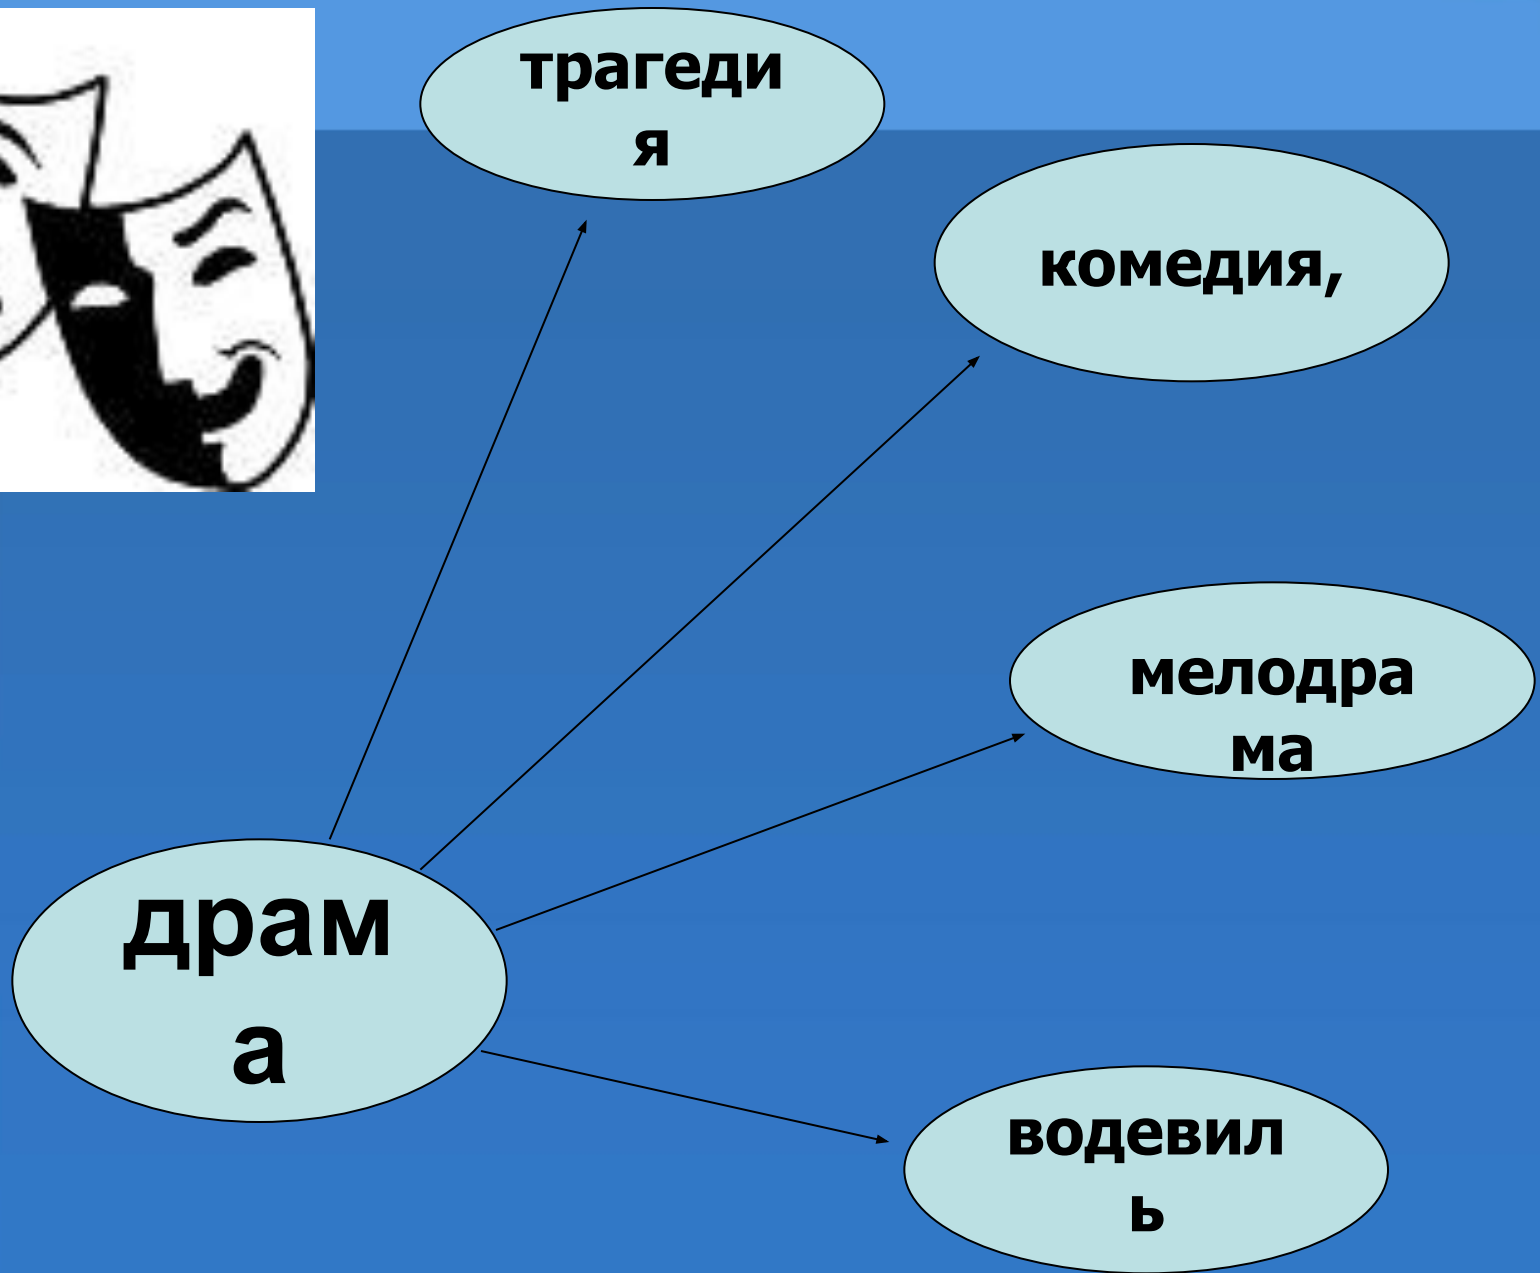 трагеди
я
комедия,
мелодра
ма
драм
а
водевил
ь